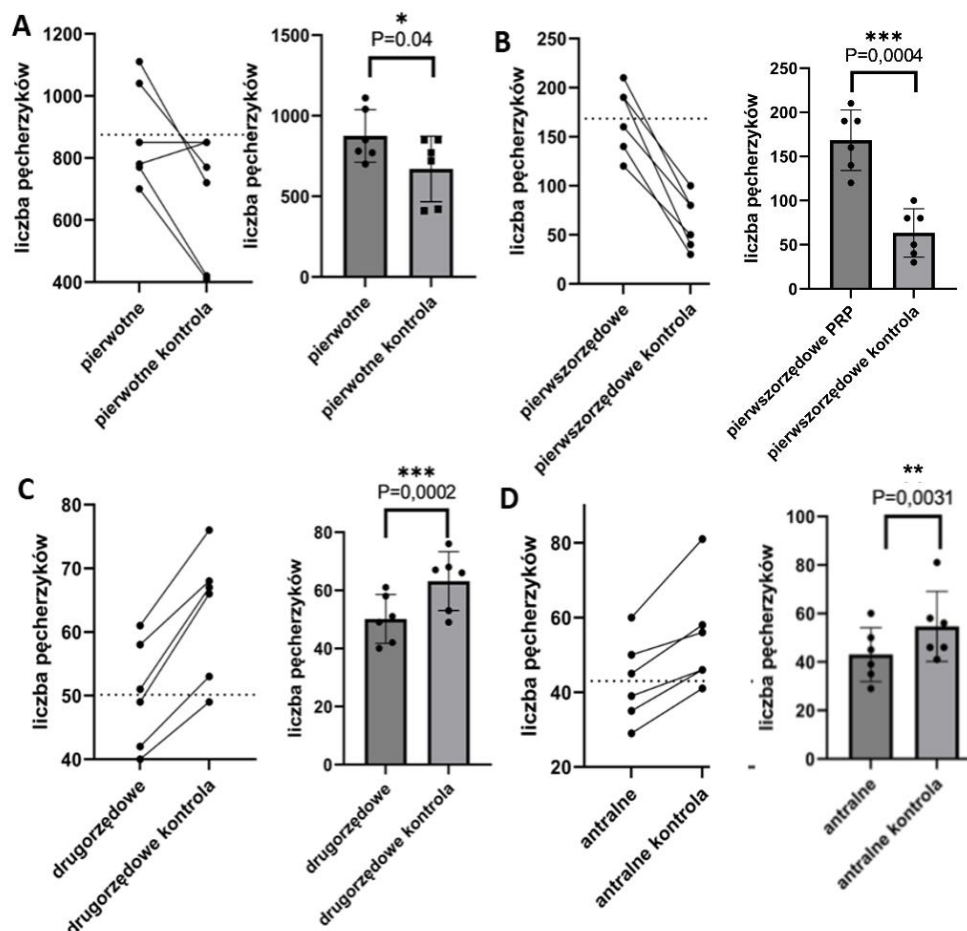 A
liczba pęcherzyków
1200
1000
800
600
400
pierwotne
pierwotne kontrola
*
P=0.04
liczba pęcherzyków
1500
1000
500
0
pierwotne
pierwotne kontrola
B
liczba pęcherzyków
250
200
150
100
50
0
pierwszorzędowe
pierwszorzędowe kontrola
***
P=0,0004
liczba pęcherzyków
250
200
150
100
50
0
pierwszorzędowe PRP
pierwszorzędowe kontrola
C
liczba pęcherzyków
80
70
60
50
40
drugorzędowe
drugorzędowe kontrola
***
P=0,0002
liczba pęcherzyków
80
60
40
20
0
drugorzędowe
drugorzędowe kontrola
D
liczba pęcherzyków
80
60
40
20
antralne
antralne kontrola
**
P=0,0031
liczba pęcherzyków
100
80
60
40
20
0
antralne
antralne kontrola